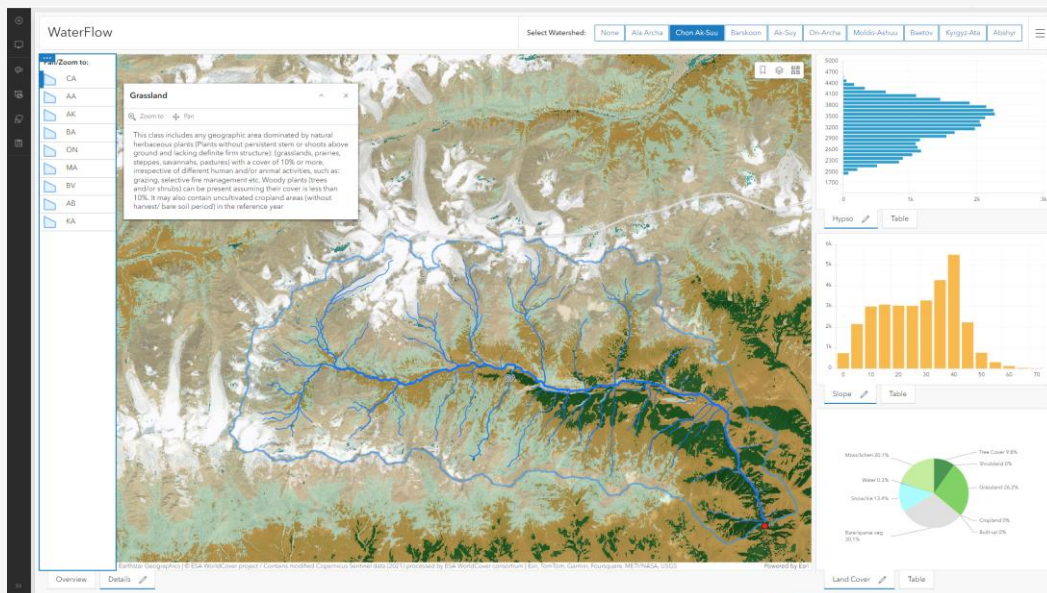 WaterFlow
Select Watershed:
None
Ala Archa
Chon Ak-Suu
Barskoon
Ak-Suy
On-Archa
Moldo-Ashuu
Baetov
Kyrgyz-Ata
Abshyr
Pan/Zoom to:
CA
AA
AK
BA
ON
MA
BV
AB
KA
Grassland
Zoom to
Pan
This class includes any geographic area dominated by natural
herbaceous plants (Plants without persistent stem or shoots above
ground and lacking definite firm structure): (grasslands, prairies,
steppes, savannahs, pastures) with a cover of 10% or more,
irrespective of different human and/or animal activities, such as:
grazing, selective fire management etc. Woody plants (trees
and/or shrubs) can be present assuming their cover is less than
10%. It may also contain uncultivated cropland areas (without
harvest/ bare soil period) in the reference year
Earthstar Geographics | © ESA WorldCover project / Contains modified Copernicus Sentinel data (2021) processed by ESA WorldCover consortium | Esri, TomTom, Garmin, Foursquare, METI/NASA, USGS
Powered by Esri
Overview
Details
5000
4700
4400
4100
3800
3500
3200
2900
2600
2300
2000
1700
0
1k
2k
3k
Hypso
Table
6k
5k
4k
3k
2k
1k
0
0
10
20
30
40
50
60
70
Slope
Table
Moss/lichen 20.1%
Water 0.3%
Snow/ice 13.4%
Bare/sparse veg.
30.1%
Tree Cover 9.8%
Shrubland 0%
Grassland 26.2%
Cropland 0%
Built-up 0%
Land Cover
Table